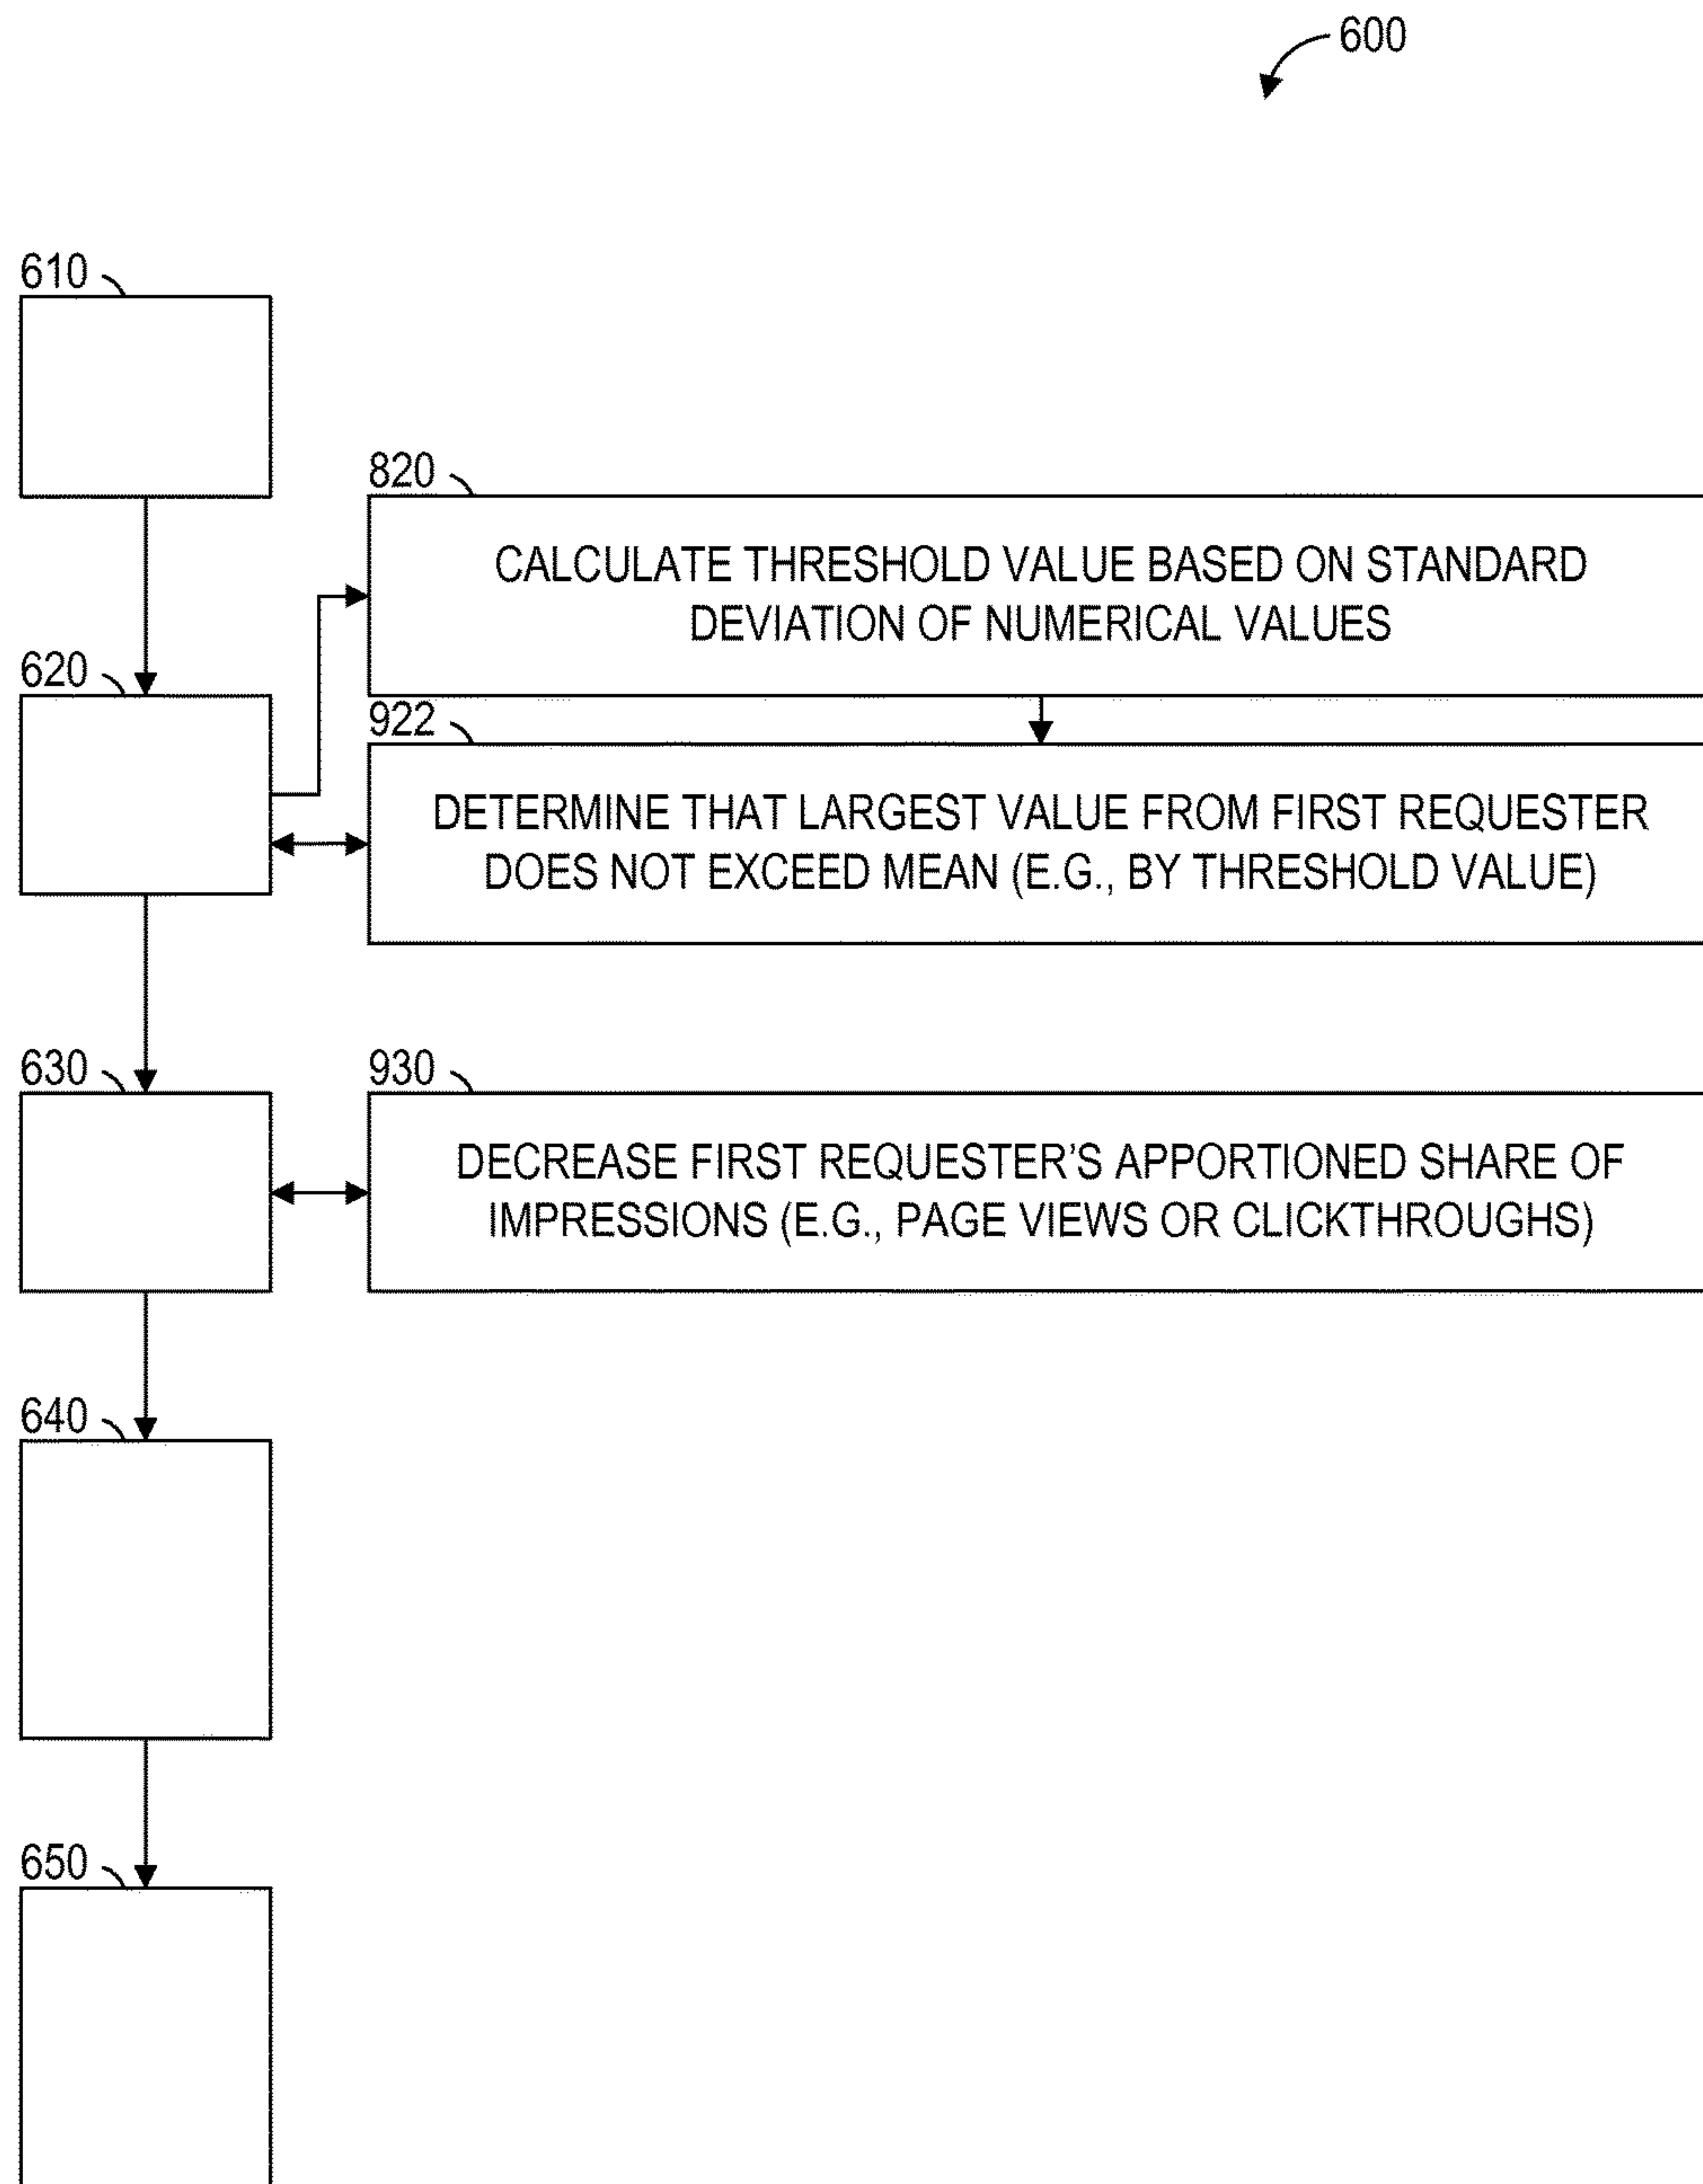 600
610
820
CALCULATE THRESHOLD VALUE BASED ON STANDARD
DEVIATION OF NUMERICAL VALUES
620
922
DETERMINE THAT LARGEST VALUE FROM FIRST REQUESTER
DOES NOT EXCEED MEAN (E.G., BY THRESHOLD VALUE)
630
930
DECREASE FIRST REQUESTER'S APPORTIONED SHARE OF
IMPRESSIONS (E.G., PAGE VIEWS OR CLICKTHROUGHS)
640
650